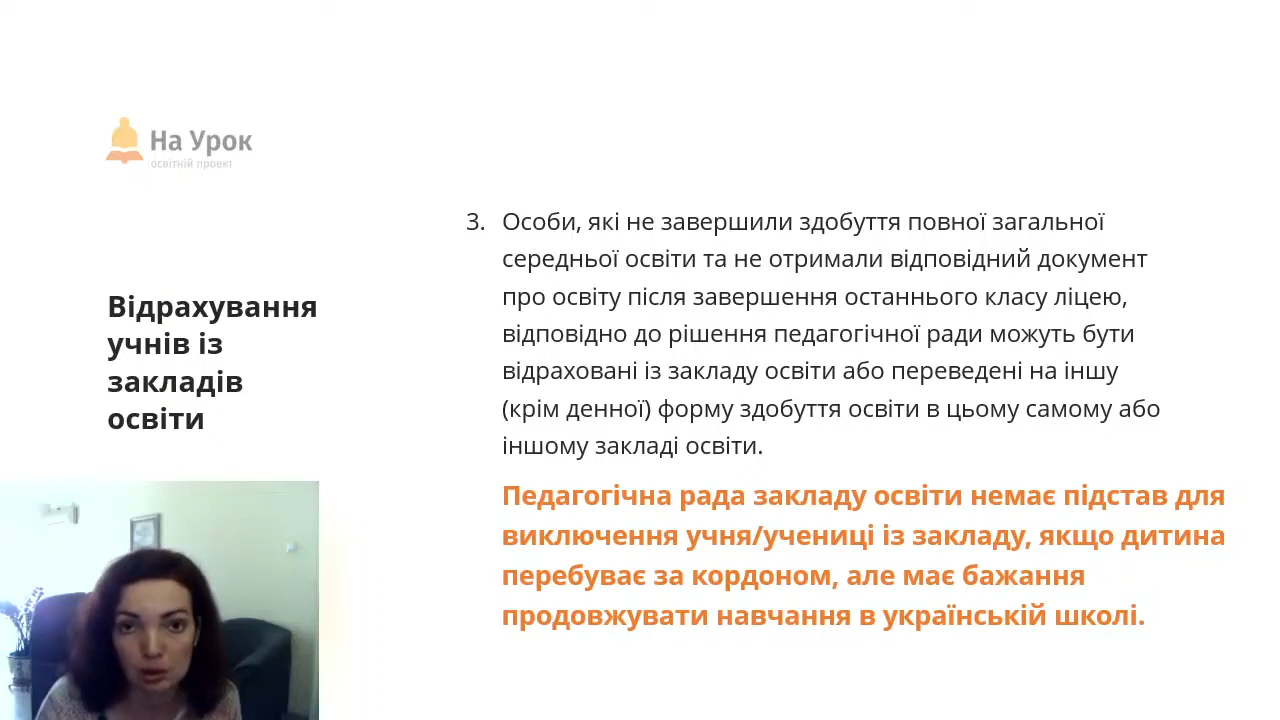 На Урок
освітній проект
Відрахування
учнів із
закладів
освіти
3. Особи, які не завершили здобуття повної загальної
середньої освіти та не отримали відповідний документ
про освіту після завершення останнього класу ліцею,
відповідно до рішення педагогічної ради можуть бути
відраховані із закладу освіти або переведені на іншу
(крім денної) форму здобуття освіти в цьому самому або
іншому закладі освіти.
Педагогічна рада закладу освіти немає підстав для
виключення учня/учениці із закладу, якщо дитина
перебуває за кордоном, але має бажання
продовжувати навчання в українській школі.